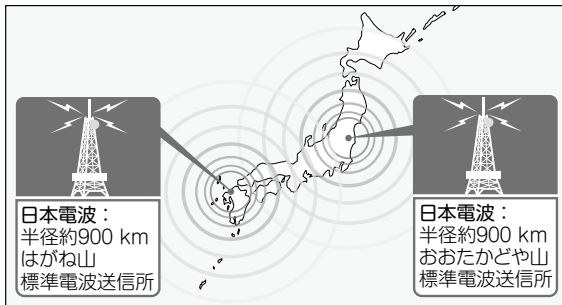 日本電波：
半径約900 km
はがね山
標準電波送信所
日本電波：
半径約900 km
おおたかどや山
標準電波送信所